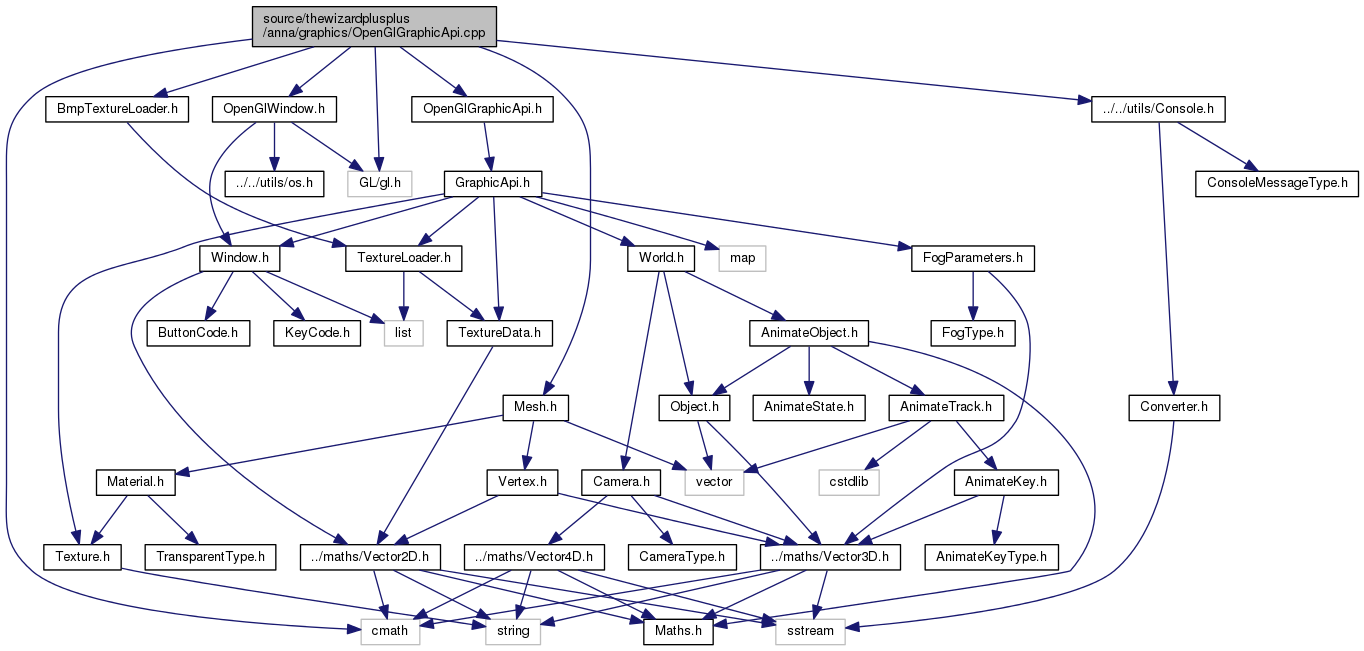 source/thewizardplusplus
/anna/graphics/OpenGlGraphicApi.cpp
BmpTextureLoader.h
OpenGlWindow.h
OpenGlGraphicApi.h
../../utils/Console.h
../../utils/os.h
GL/gl.h
GraphicApi.h
ConsoleMessageType.h
Window.h
TextureLoader.h
World.h
map
FogParameters.h
ButtonCode.h
KeyCode.h
list
TextureData.h
AnimateObject.h
FogType.h
Mesh.h
Object.h
AnimateState.h
AnimateTrack.h
Converter.h
Material.h
Vertex.h
Camera.h
vector
cstdlib
AnimateKey.h
Texture.h
TransparentType.h
../maths/Vector2D.h
../maths/Vector4D.h
CameraType.h
../maths/Vector3D.h
AnimateKeyType.h
cmath
string
Maths.h
sstream